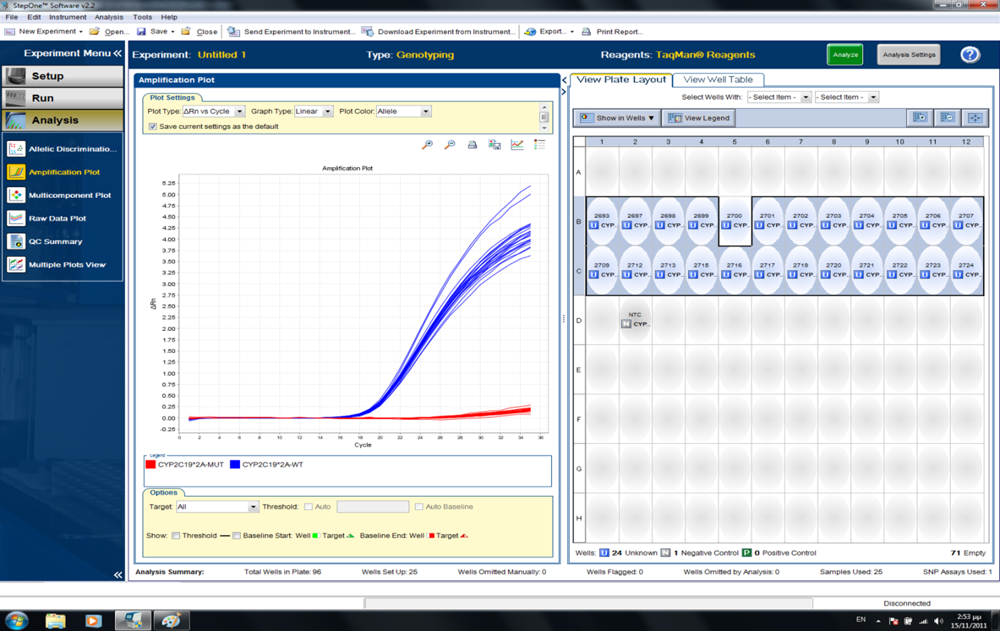 StepOne™ Software v2.2
File Edit Instrument Analysis Tools Help
New Experiment Open... Save Close Send Experiment to Instrument... Download Experiment from Instrument... Export... Print Report...
Experiment Menu «
Experiment: Untitled 1 Type: Genotyping Reagents: TaqMan® Reagents Analyze Analysis Settings ?
Setup
Run
Analysis
Allelic Discriminatio...
Amplification Plot
Multicomponent Plot
Raw Data Plot
QC Summary
Multiple Plots View
«
Amplification Plot
Plot Settings
Plot Type: ΔRn vs Cycle Graph Type: Linear Plot Color: Allele
Save current settings as the default
Amplification Plot
5.25
5.00
4.75
4.50
4.25
4.00
3.75
3.50
3.25
3.00
2.75
2.50
2.25
2.00
1.75
1.50
1.25
1.00
0.75
0.50
0.25
0.00
-0.25
ΔRn
0 2 4 6 8 10 12 14 16 18 20 22 24 26 28 30 32 34 36
Cycle
Legend
CYP2C19*2A-MUT CYP2C19*2A-WT
Options
Target: All Threshold: Auto Auto Baseline
Show: Threshold Baseline Start: Well Target Baseline End: Well Target
View Plate Layout View Well Table
Select Wells With: - Select Item - - Select Item -
Show in Wells ▼ View Legend
1 2 3 4 5 6 7 8 9 10 11 12
A
B
2693 2697 2698 2699 2700 2701 2702 2703 2704 2705 2706 2707
U CYP.. U CYP.. U CYP.. U CYP.. U CYP.. U CYP.. U CYP.. U CYP.. U CYP.. U CYP.. U CYP.. U CYP..
C
2709 2712 2713 2715 2716 2717 2719 2720 2721 2722 2723 2724
U CYP.. U CYP.. U CYP.. U CYP.. U CYP.. U CYP.. U CYP.. U CYP.. U CYP.. U CYP.. U CYP.. U CYP..
D
NTC
N CYP..
E
F
G
H
Wells: U 24 Unknown N 1 Negative Control P 0 Positive Control 71 Empty
Analysis Summary: Total Wells in Plate: 96 Wells Set Up: 25 Wells Omitted Manually: 0 Wells Flagged: 0 Wells Omitted by Analysis: 0 Samples Used: 25 SNP Assays Used: 1
Disconnected
EN 2:53 μμ
15/11/2011